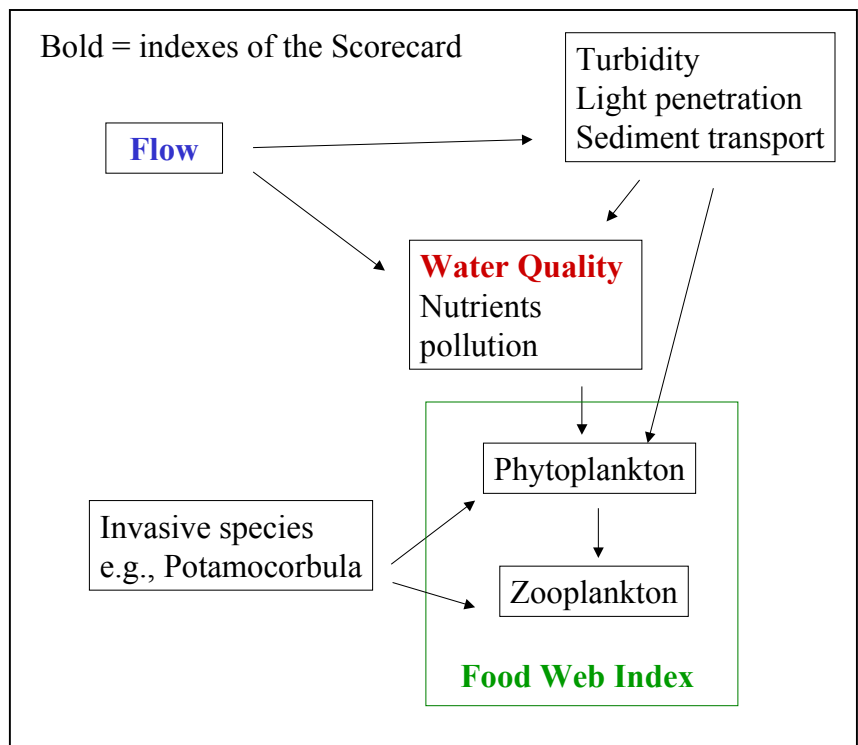 Bold = indexes of the Scorecard
Turbidity
Light penetration
Sediment transport
Flow
Water Quality
Nutrients
pollution
Phytoplankton
Invasive species
e.g., Potamocorbula
Zooplankton
Food Web Index